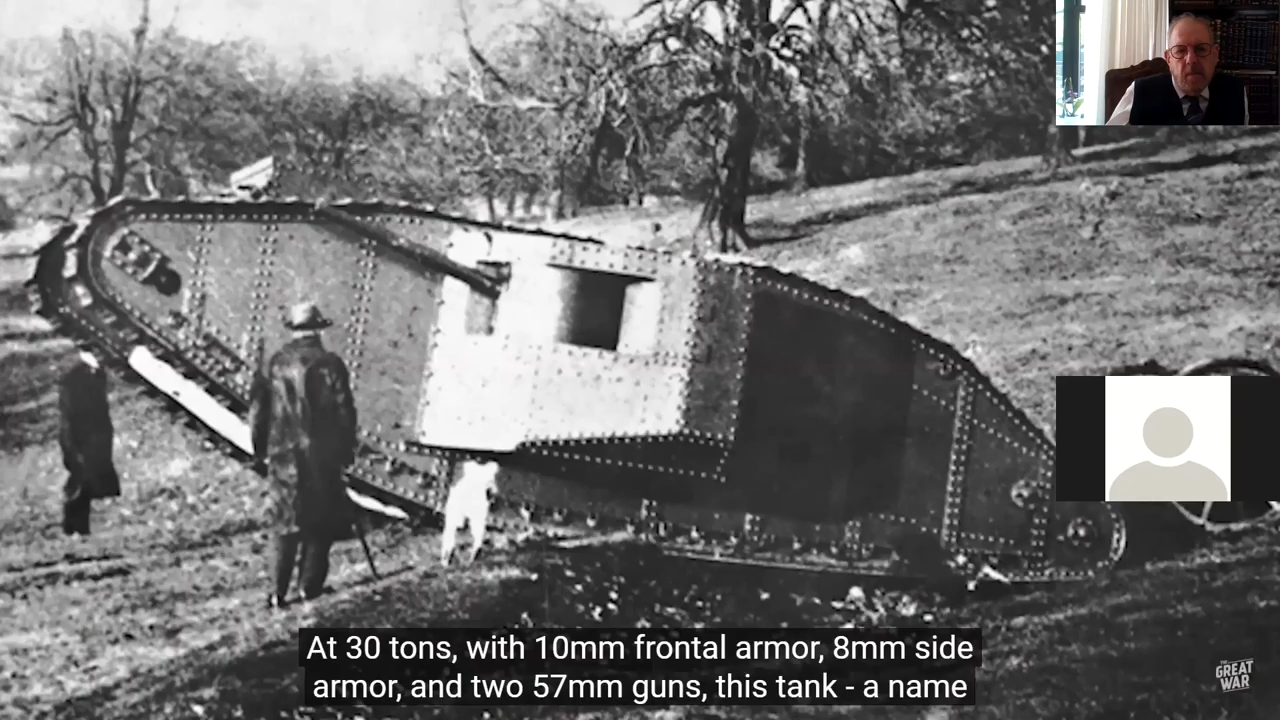 At 30 tons, with 10mm frontal armor, 8mm side
armor, and two 57mm guns, this tank - a name
THE
GREAT
WAR